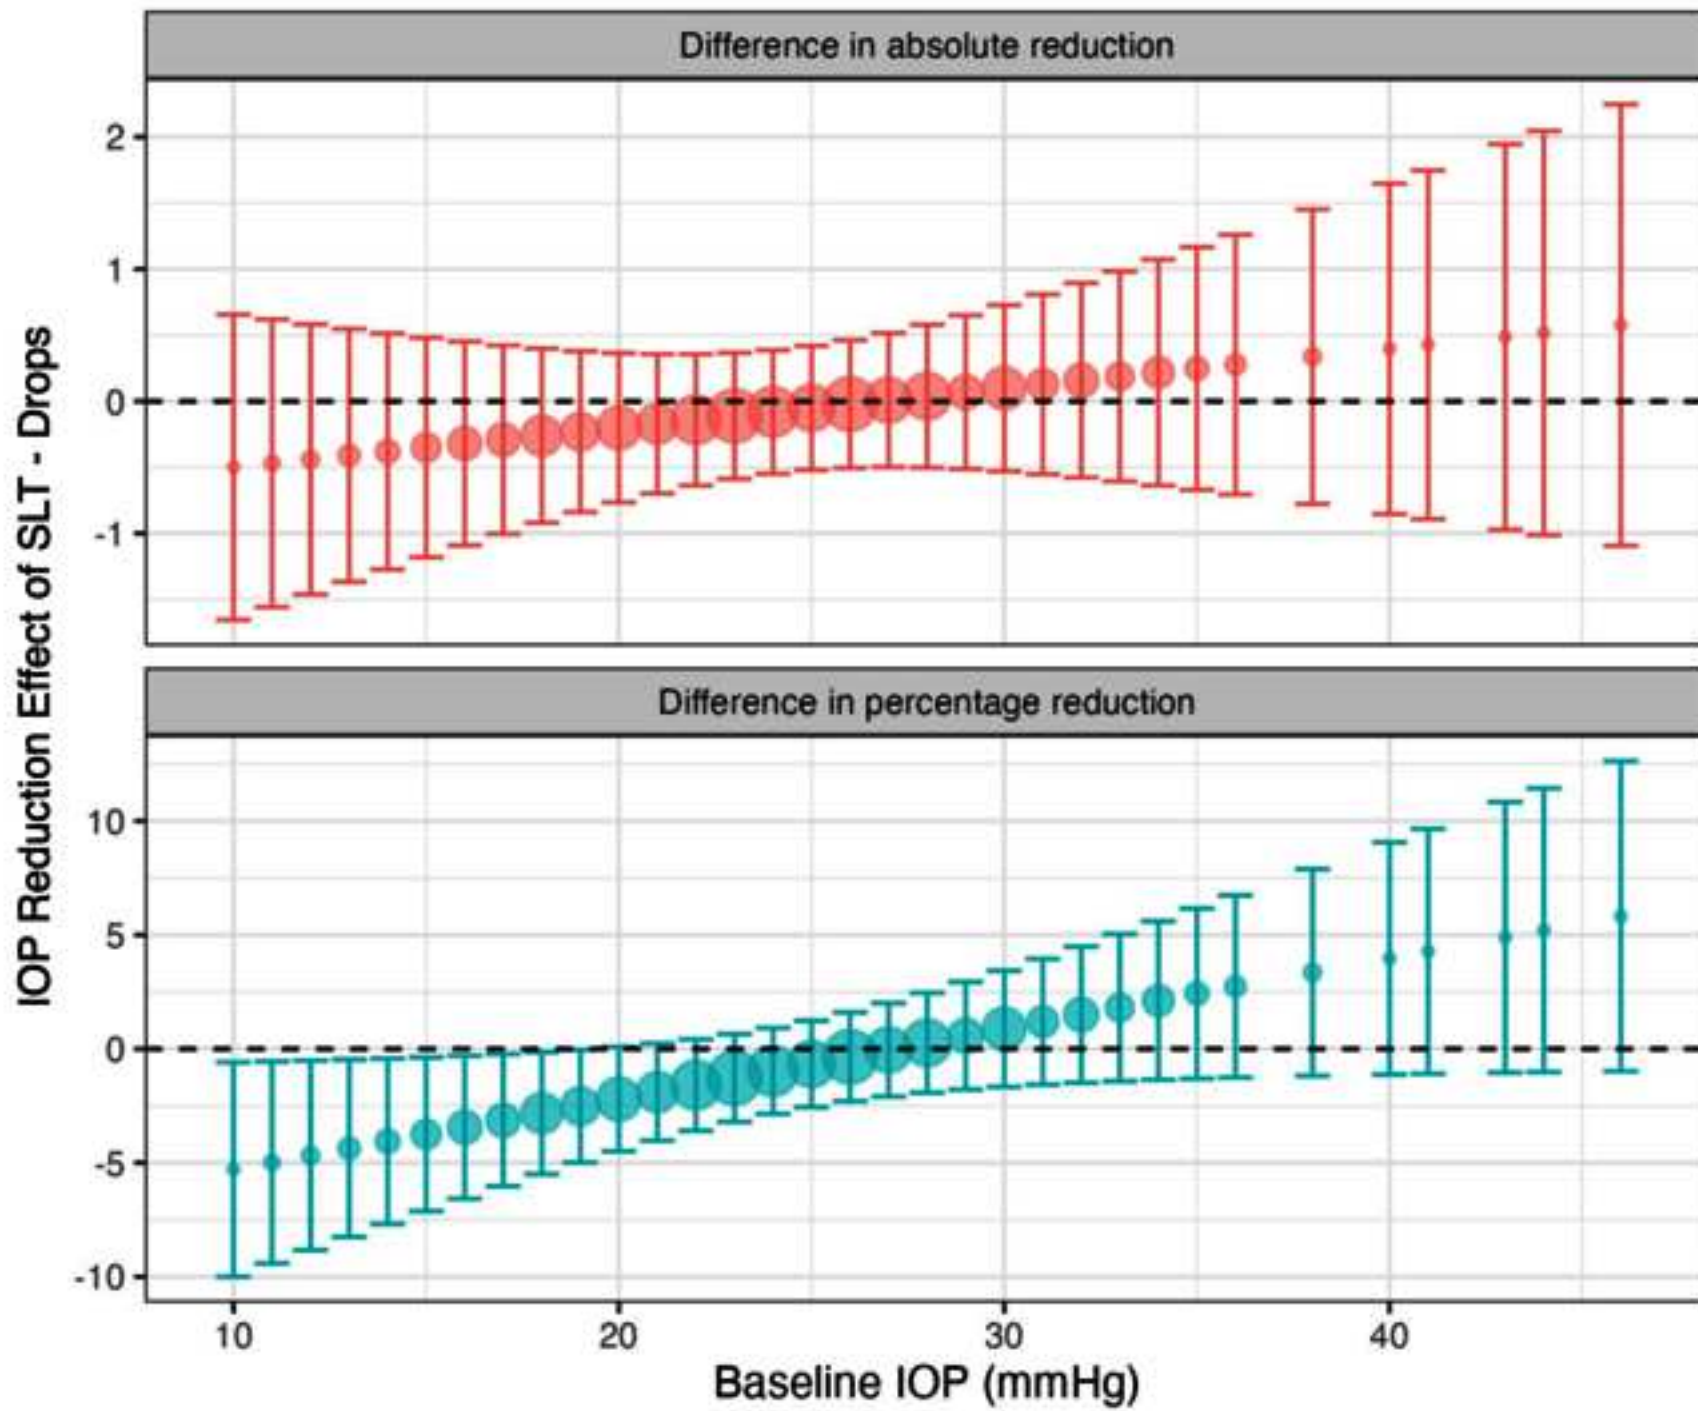 Difference in absolute reduction
2
1
0
-1
IOP Reduction Effect of SLT - Drops
Difference in percentage reduction
10
5
0
-5
-10
10 20 30 40
Baseline IOP (mmHg)